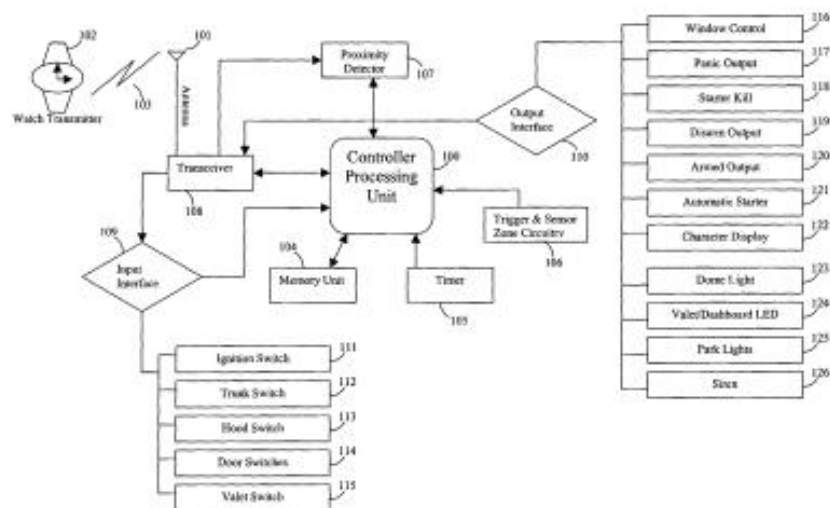 102
101
103
Watch Transmitter
Antenna
Proximity
Detector
107
Output
Interface
110
Transceiver
108
Controller
Processing
Unit
100
109
Input
Interface
104
Memory Unit
Timer
105
Trigger & Sensor
Zone Circuitry
106
Ignition Switch
111
Trunk Switch
112
Hood Switch
113
Door Switches
114
Valet Switch
115
Window Control
116
Panic Output
117
Starter Kill
118
Disarm Output
119
Armed Output
120
Automatic Starter
121
Character Display
122
Dome Light
123
Valet/Dashboard LED
124
Park Lights
125
Siren
126